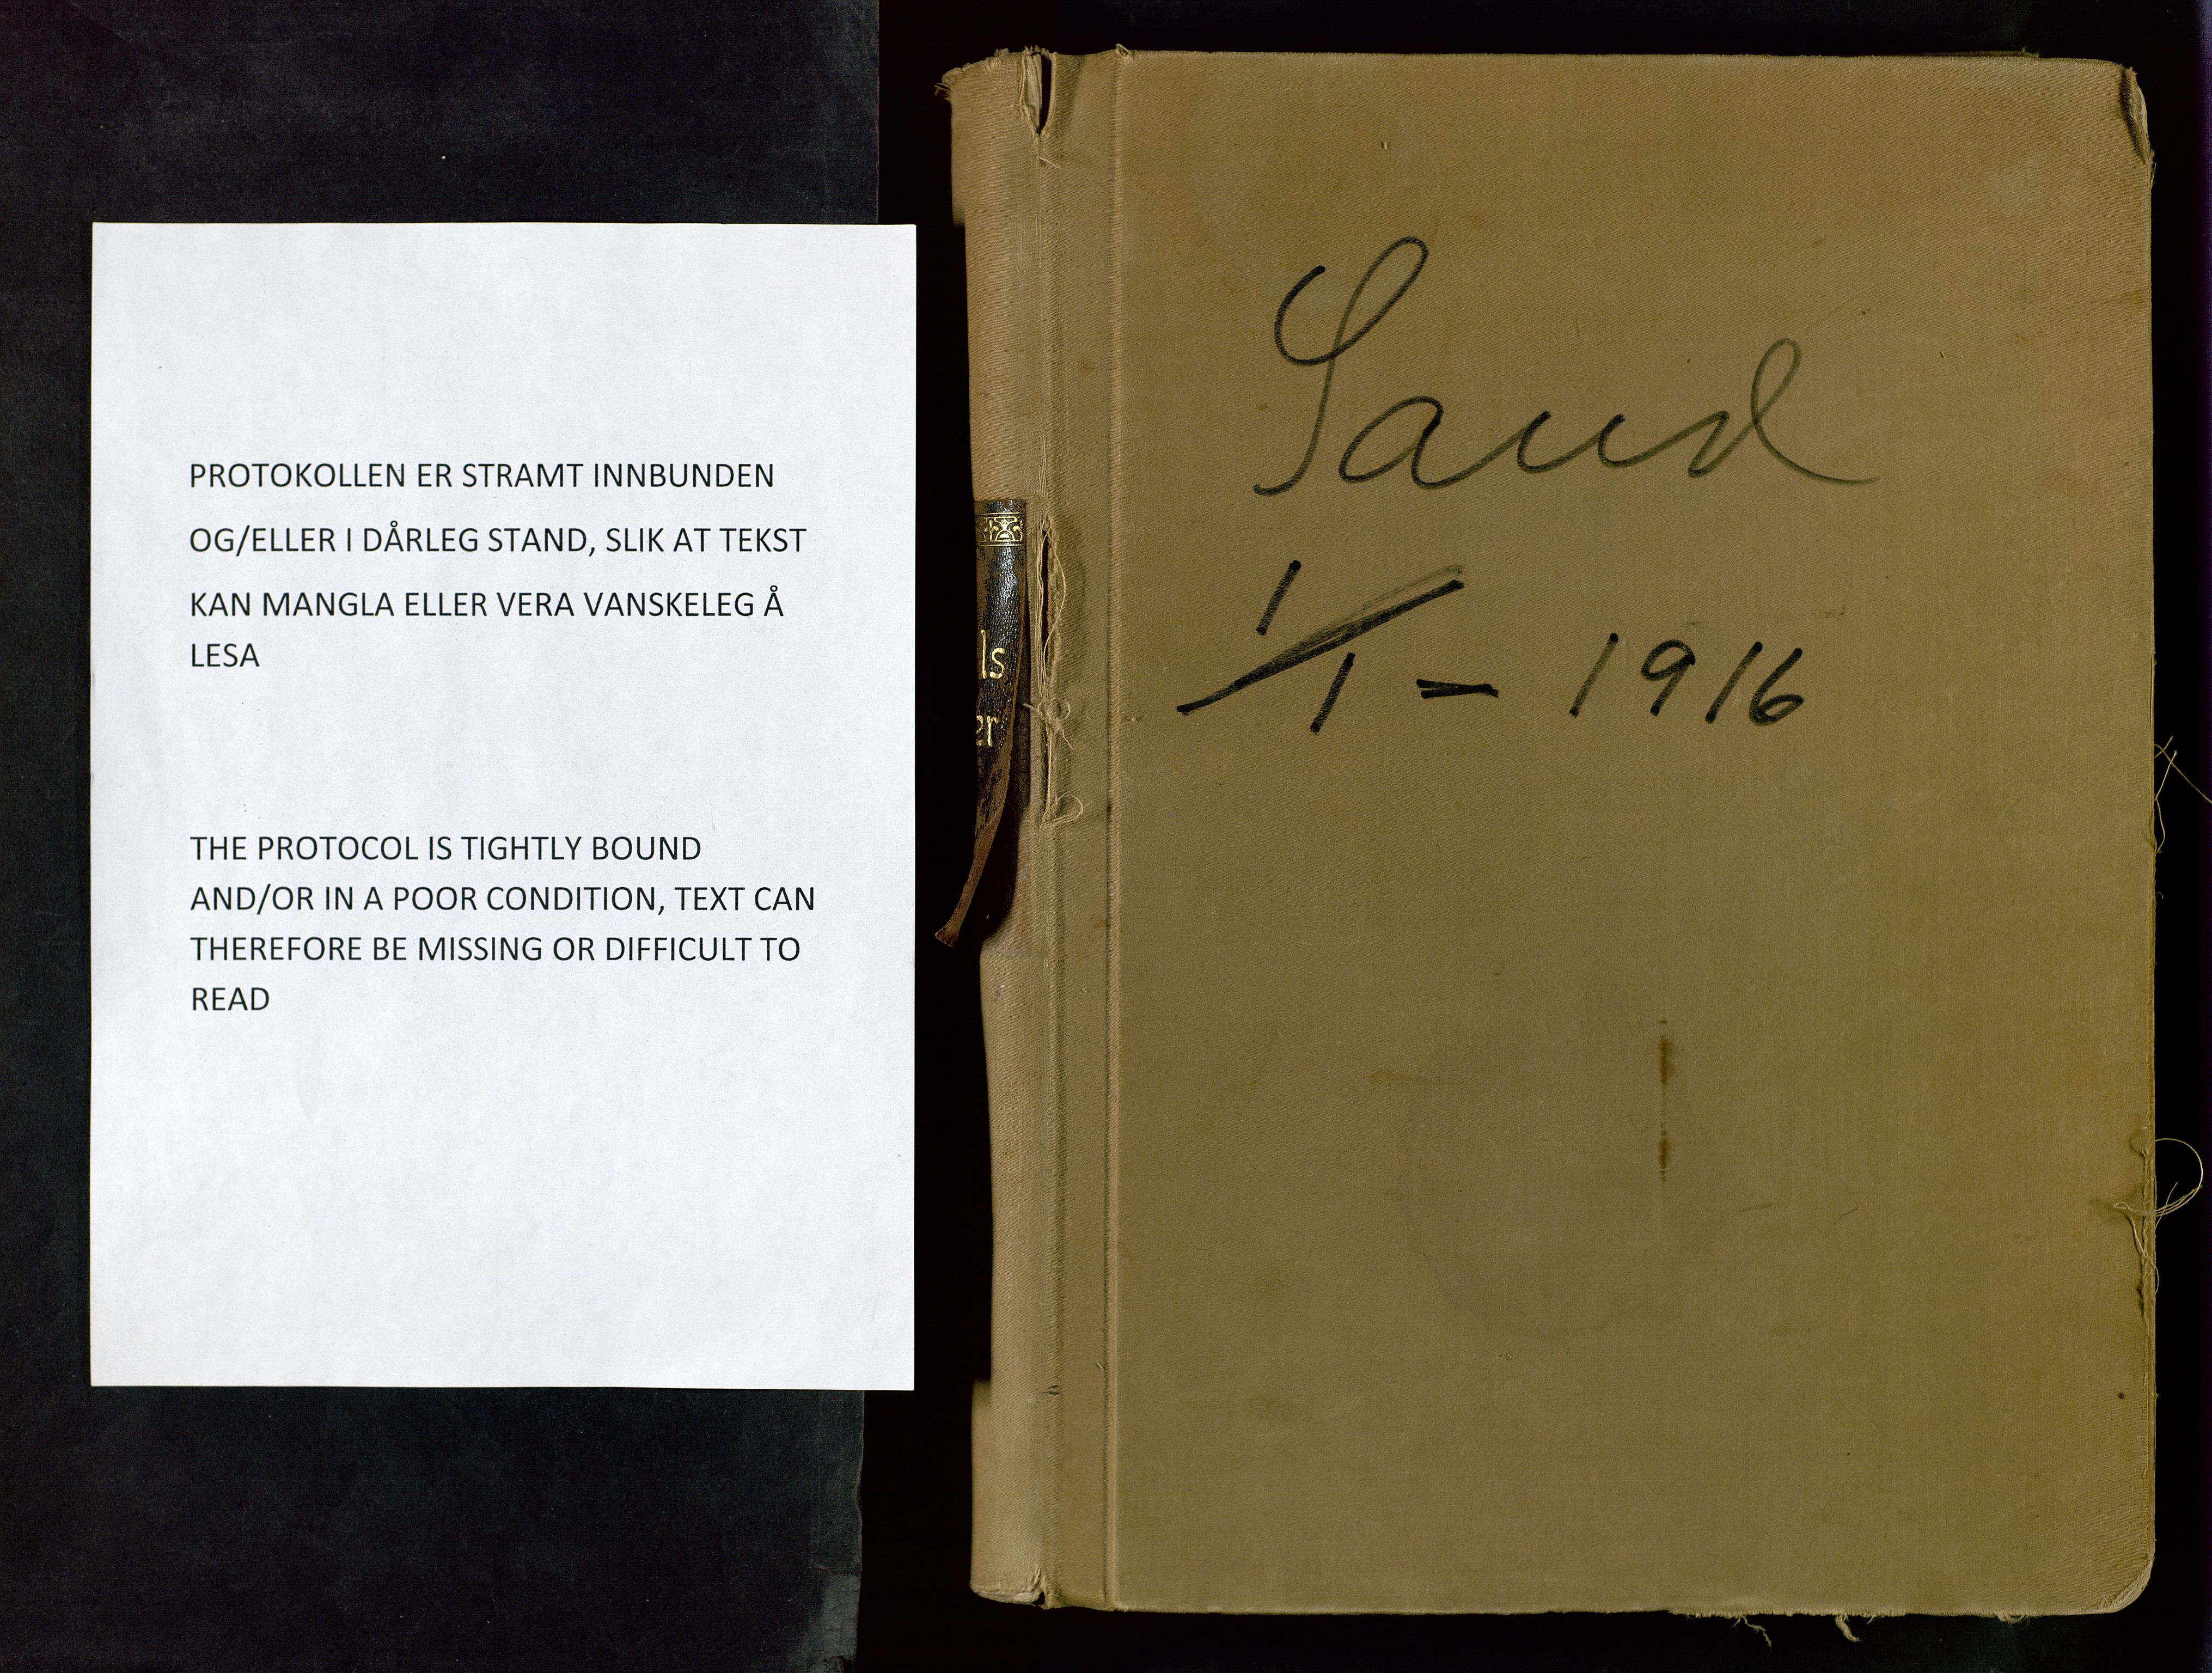 PROTOKOLLEN ER STRAMT INNBUNDEN
OG/ELLER I DÅRLEG STAND, SLIK AT TEKST
KAN MANGLA ELLER VERA VANSKELEG Å
LESA
THE PROTOCOL IS TIGHTLY BOUND
AND/OR IN A POOR CONDITION, TEXT CAN
THEREFORE BE MISSING OR DIFFICULT TO
READ
ls
er
Sand
1/1 - 1916